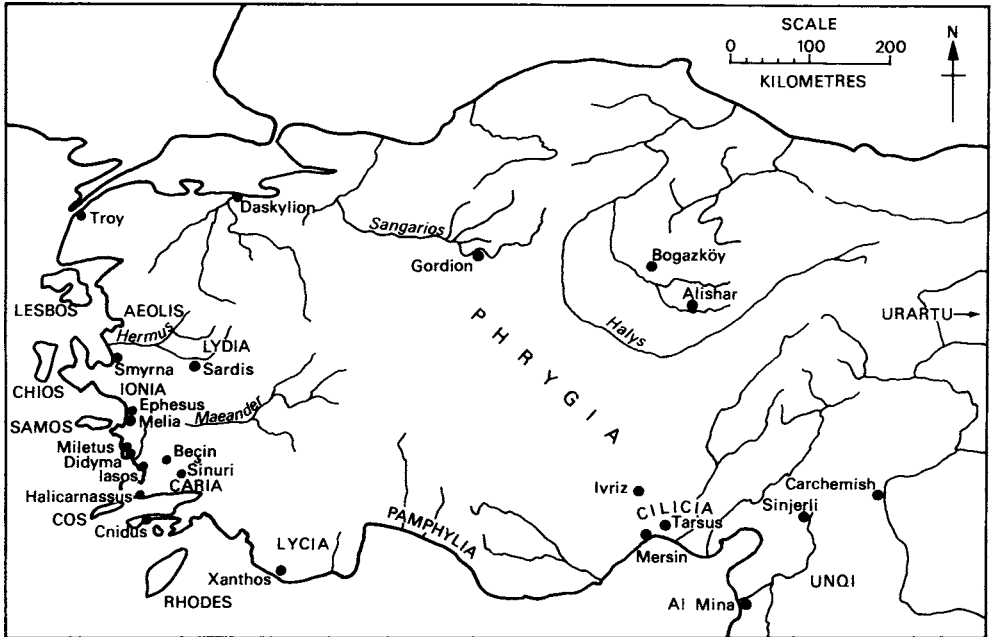 SCALE
0 100 200
KILOMETRES
N
Troy
Daskylion
Sangarios
Gordion
Bogazköy
Alishar
Halys
URARTU
LESBOS
AEOLIS
Hermus
LYDIA
Smyrna
Sardis
CHIOS
IONIA
Ephesus
Melia
Maeander
SAMOS
Miletus
Didyma
Iasos
Beçin
Sinuri
CARIA
Halicarnassus
COS
Cnidus
PHRYGIA
Ivriz
CILICIA
Tarsus
Mersin
Carchemish
Sinjerli
PAMPHYLIA
LYCIA
Xanthos
RHODES
UNQI
Al Mina